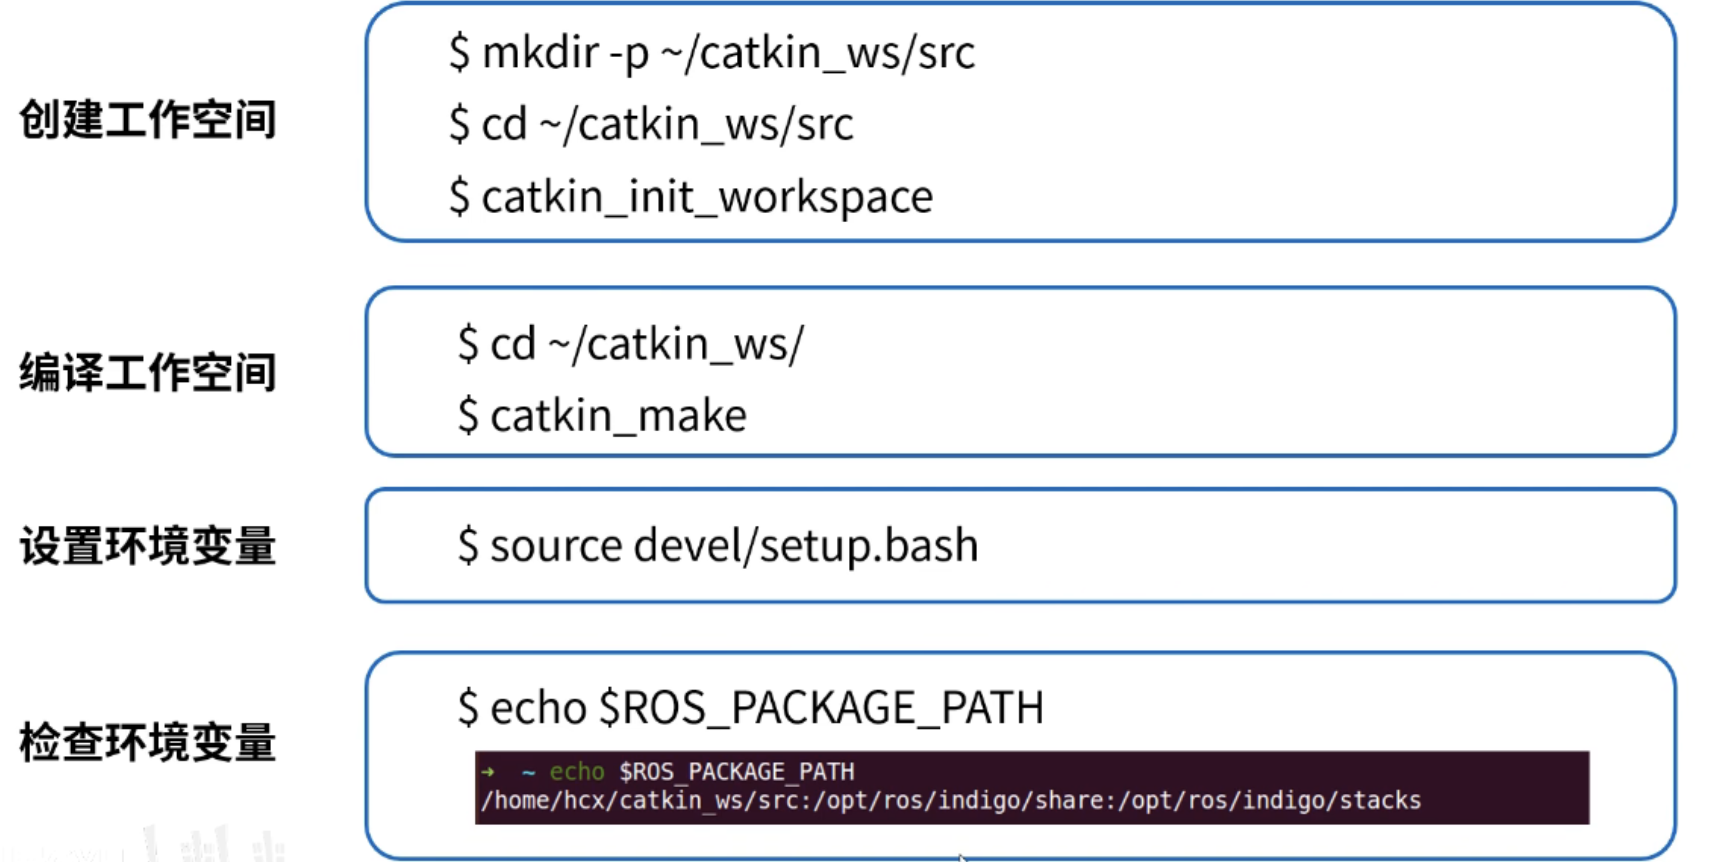 创建工作空间
$ mkdir -p ~/catkin_ws/src
$ cd ~/catkin_ws/src
$ catkin_init_workspace
编译工作空间
$ cd ~/catkin_ws/
$ catkin_make
设置环境变量
$ source devel/setup.bash
检查环境变量
$ echo $ROS_PACKAGE_PATH
→ ~ echo $ROS_PACKAGE_PATH
/home/hcx/catkin_ws/src:/opt/ros/indigo/share:/opt/ros/indigo/stacks